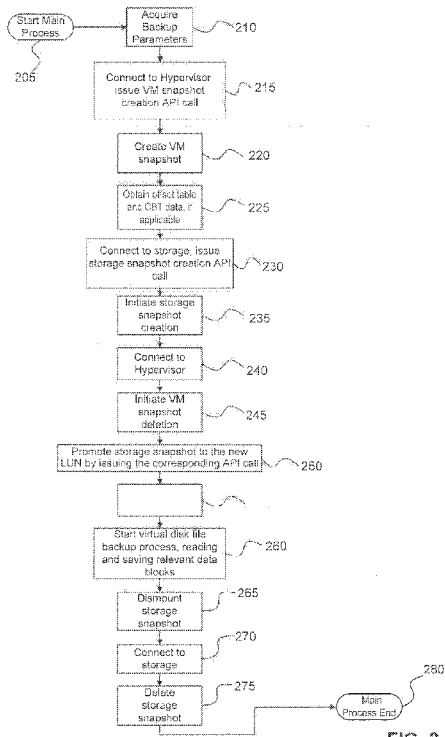 Start Main
Process
205
Acquire
Backup
Parameters
210
Connect to Hypervisor
issue VM snapshot
creation API call
215
Create VM
snapshot
220
Obtain offset table
and CBT data, if
applicable
225
Connect to storage, issue
storage snapshot creation API
call
230
Initiate storage
snapshot
creation
235
Connect to
Hypervisor
240
Initiate VM
snapshot
deletion
245
Promote storage snapshot to the new
LUN by issuing the corresponding API call
250
Start virtual disk file
backup process, reading
and saving relevant data
blocks
260
Dismount
storage
snapshot
265
Connect to
storage
270
Delete
storage
snapshot
275
Main
Process End
280